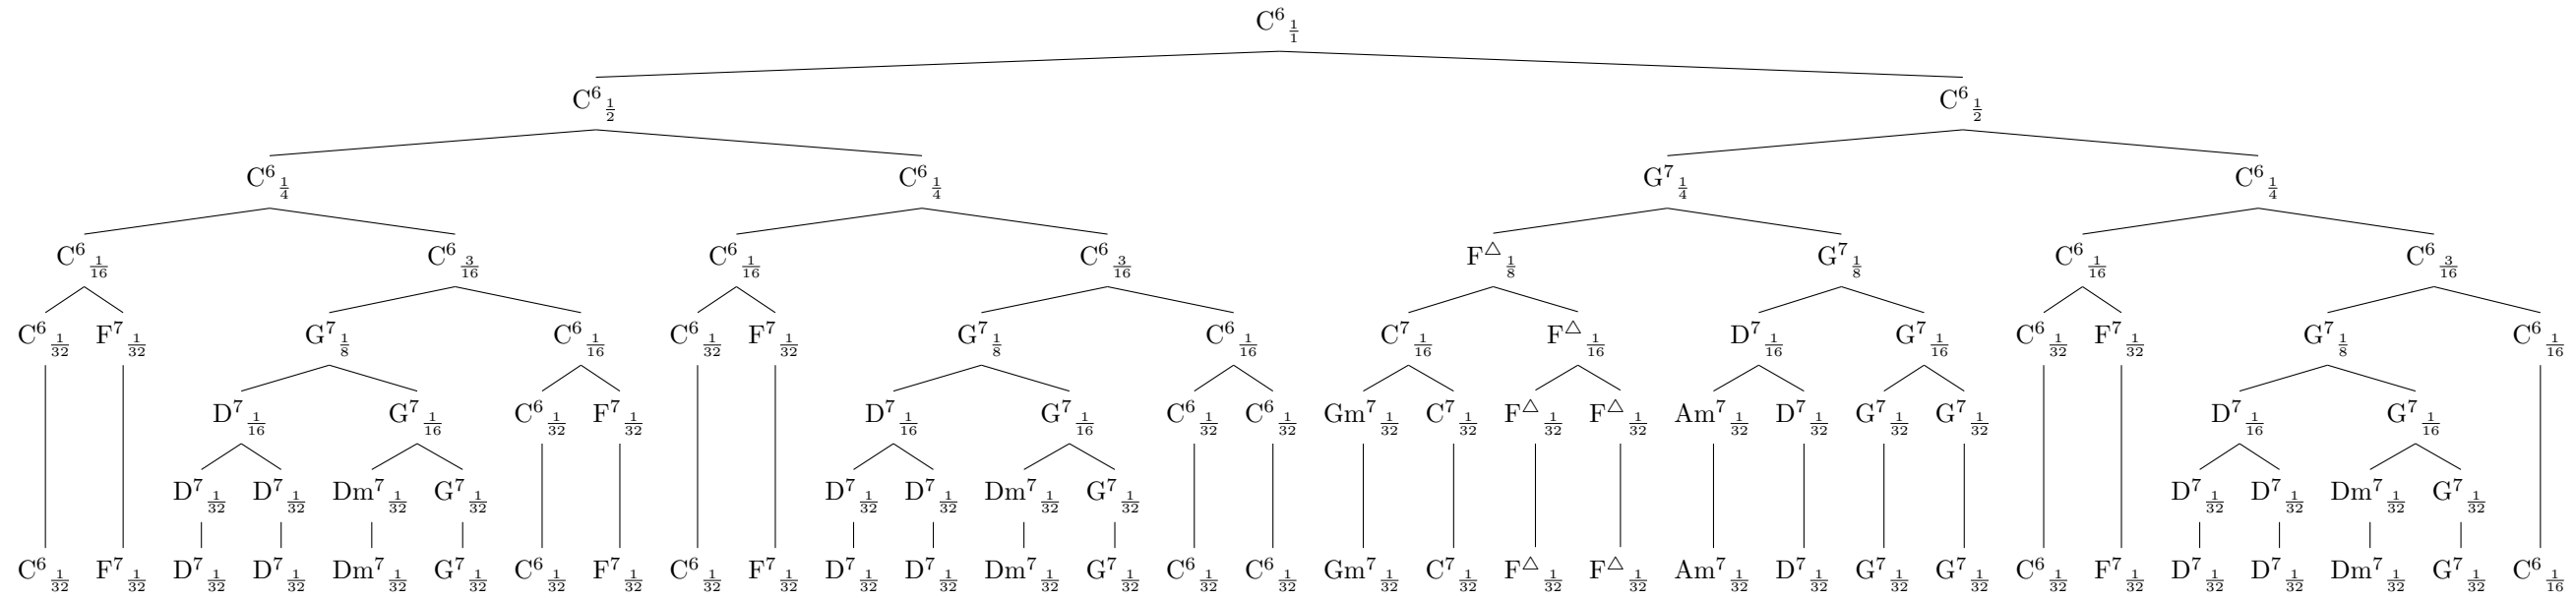 C⁶ 1/1
C⁶ 1/2 C⁶ 1/2
C⁶ 1/4 C⁶ 1/4 G⁷ 1/4 C⁶ 1/4
C⁶ 1/16 C⁶ 3/16 C⁶ 1/16 C⁶ 3/16 F△ 1/8 G⁷ 1/8 C⁶ 1/16 C⁶ 3/16
C⁶ 1/32 F⁷ 1/32 G⁷ 1/8 C⁶ 1/16 C⁶ 1/32 F⁷ 1/32 G⁷ 1/8 C⁶ 1/16 C⁷ 1/16 F△ 1/16 D⁷ 1/16 G⁷ 1/16 C⁶ 1/32 F⁷ 1/32 G⁷ 1/8 C⁶ 1/16
D⁷ 1/16 G⁷ 1/16 C⁶ 1/32 F⁷ 1/32 D⁷ 1/16 G⁷ 1/16 C⁶ 1/32 C⁶ 1/32 Gm⁷ 1/32 C⁷ 1/32 F△ 1/32 F△ 1/32 Am⁷ 1/32 D⁷ 1/32 G⁷ 1/32 G⁷ 1/32 D⁷ 1/16 G⁷ 1/16
D⁷ 1/32 D⁷ 1/32 Dm⁷ 1/32 G⁷ 1/32 D⁷ 1/32 D⁷ 1/32 Dm⁷ 1/32 G⁷ 1/32 D⁷ 1/32 D⁷ 1/32 Dm⁷ 1/32 G⁷ 1/32
C⁶ 1/32 F⁷ 1/32 D⁷ 1/32 D⁷ 1/32 Dm⁷ 1/32 G⁷ 1/32 C⁶ 1/32 F⁷ 1/32 C⁶ 1/32 F⁷ 1/32 D⁷ 1/32 D⁷ 1/32 Dm⁷ 1/32 G⁷ 1/32 C⁶ 1/32 C⁶ 1/32 Gm⁷ 1/32 C⁷ 1/32 F△ 1/32 F△ 1/32 Am⁷ 1/32 D⁷ 1/32 G⁷ 1/32 G⁷ 1/32 C⁶ 1/32 F⁷ 1/32 D⁷ 1/32 D⁷ 1/32 Dm⁷ 1/32 G⁷ 1/32 C⁶ 1/16